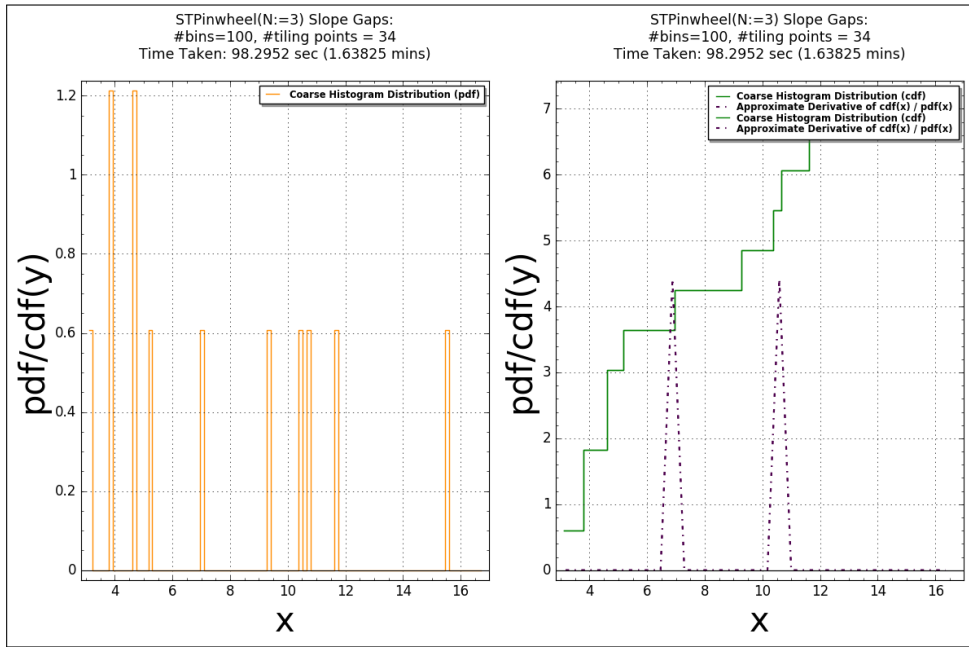 STPinwheel(N:=3) Slope Gaps:
#bins=100, #tiling points = 34
Time Taken: 98.2952 sec (1.63825 mins)
Coarse Histogram Distribution (pdf)
1.2
1
0.8
0.6
0.4
0.2
0
4
6
8
10
12
14
16
pdf/cdf(y)
x
STPinwheel(N:=3) Slope Gaps:
#bins=100, #tiling points = 34
Time Taken: 98.2952 sec (1.63825 mins)
Coarse Histogram Distribution (cdf)
Approximate Derivative of cdf(x) / pdf(x)
Coarse Histogram Distribution (cdf)
Approximate Derivative of cdf(x) / pdf(x)
7
6
5
4
3
2
1
0
4
6
8
10
12
14
16
pdf/cdf(y)
x